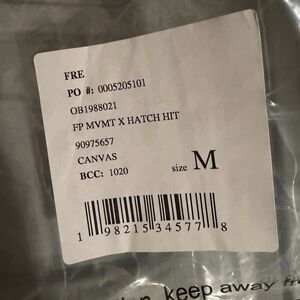 FRE
PO #: 0005205101
OB1988021
FP MVMT X HATCH HIT
90975657
CANVAS
BCC: 1020
size M
1 98215 34577 8
keep away